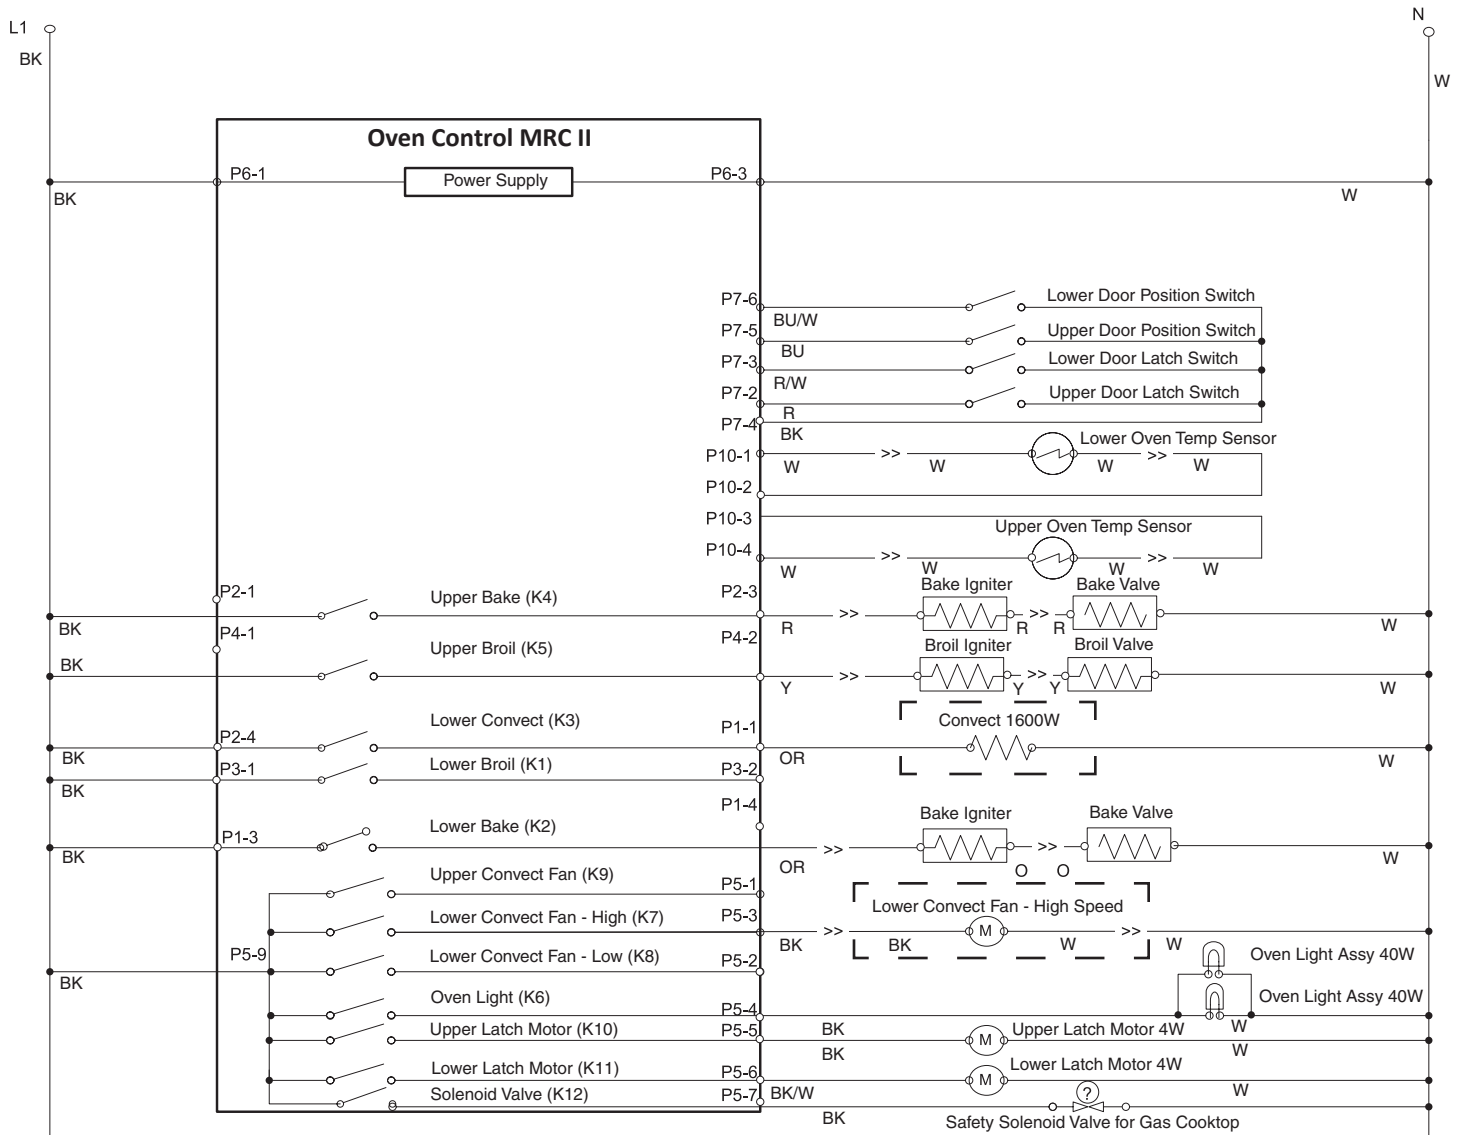 L1
N
BK
W
Oven Control MRC II
P6-1
Power Supply
P6-3
BK
W
P7-6
Lower Door Position Switch
BU/W
P7-5
Upper Door Position Switch
BU
P7-3
Lower Door Latch Switch
R/W
P7-2
Upper Door Latch Switch
R
P7-4
BK
Lower Oven Temp Sensor
P10-1
W >> W W >> W
P10-2
P10-3
Upper Oven Temp Sensor
P10-4
W >> W W >> W
P2-1
Upper Bake (K4)
P2-3
Bake Igniter
Bake Valve
BK
R >> R >> R
W
P4-1
Upper Broil (K5)
P4-2
Broil Igniter
Broil Valve
BK
Y >> Y >> Y
W
Lower Convect (K3)
P1-1
Convect 1600W
P2-4
BK
OR
W
P3-1
Lower Broil (K1)
P3-2
BK
P1-4
Lower Bake (K2)
Bake Igniter
Bake Valve
P1-3
BK
OR >> O >> O
W
Upper Convect Fan (K9)
P5-1
Lower Convect Fan - High (K7)
P5-3
Lower Convect Fan - High Speed
BK >> BK M W >> W
P5-9
Lower Convect Fan - Low (K8)
P5-2
Oven Light Assy 40W
BK
Oven Light (K6)
P5-4
Oven Light Assy 40W
BK
W
Upper Latch Motor (K10)
P5-5
M
Upper Latch Motor 4W
BK
W
Lower Latch Motor (K11)
P5-6
M
Lower Latch Motor 4W
BK/W
W
Solenoid Valve (K12)
P5-7
?
BK
Safety Solenoid Valve for Gas Cooktop